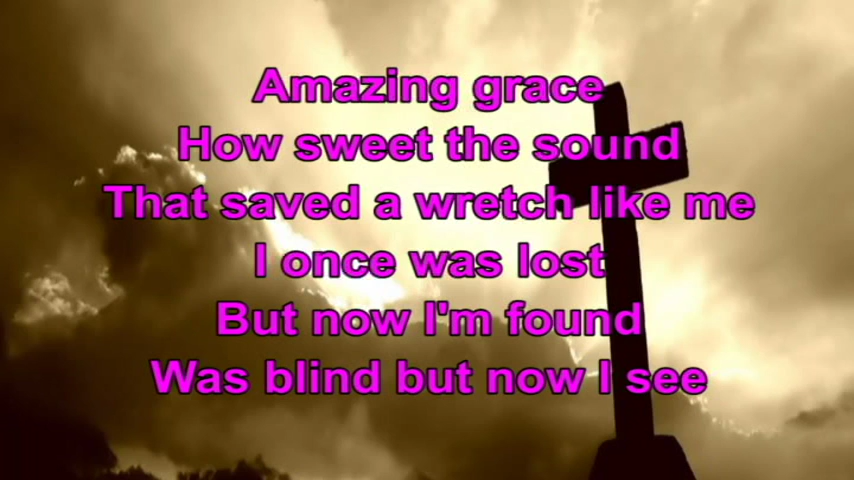 Amazing grace
How sweet the sound
That saved a wretch like me
I once was lost
But now I'm found
Was blind but now I see